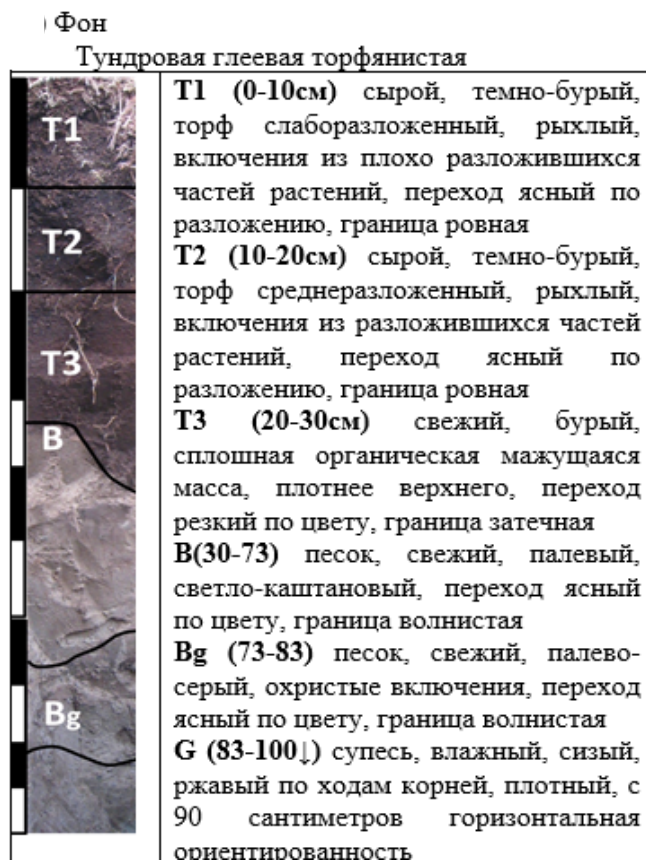 ) Фон
Тундровая глеевая торфянистая
T1
T2
T3
B
Bg
Т1 (0-10см) сырой, темно-бурый,
торф слаборазложенный, рыхлый,
включения из плохо разложившихся
частей растений, переход ясный по
разложению, граница ровная
Т2 (10-20см) сырой, темно-бурый,
торф среднеразложенный, рыхлый,
включения из разложившихся частей
растений, переход ясный по
разложению, граница ровная
Т3 (20-30см) свежий, бурый,
сплошная органическая мажущаяся
масса, плотнее верхнего, переход
резкий по цвету, граница затечная
В(30-73) песок, свежий, палевый,
светло-каштановый, переход ясный
по цвету, граница волнистая
Bg (73-83) песок, свежий, палево-
серый, охристые включения, переход
ясный по цвету, граница волнистая
G (83-100↓) супесь, влажный, сизый,
ржавый по ходам корней, плотный, с
90 сантиметров горизонтальная
ориентированность